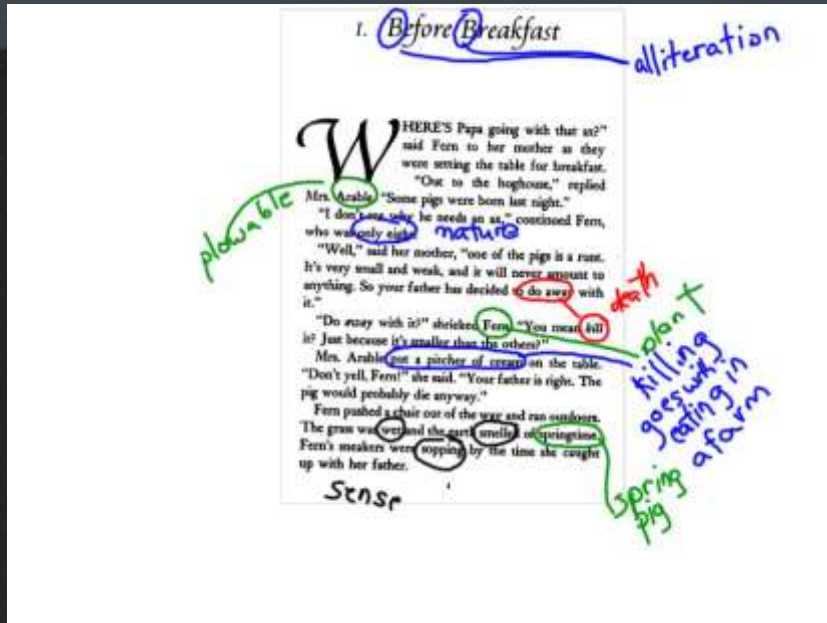 I. Before Breakfast
alliteration
WHERE'S Papa going with that ax?"
said Fern to her mother as they
were setting the table for breakfast.
"Out to the hoghouse," replied
Mrs. Arable. "Some pigs were born last night."
plowable
"I don't see why he needs an ax," continued Fern,
who was only eight.
nature
"Well," said her mother, "one of the pigs is a runt.
It's very small and weak, and it will never amount to
anything. So your father has decided to do away with
it."
death
"Do away with it?" shrieked Fern. "You mean kill
it? Just because it's smaller than the others?"
plant
Mrs. Arable put a pitcher of cream on the table.
"Don't yell, Fern!" she said. "Your father is right. The
pig would probably die anyway."
killing
goes with
eating in
a farm
Fern pushed a chair out of the way and ran outdoors.
The grass was wet and the earth smelled of springtime.
Fern's sneakers were sopping by the time she caught
up with her father.
spring
pig
sense